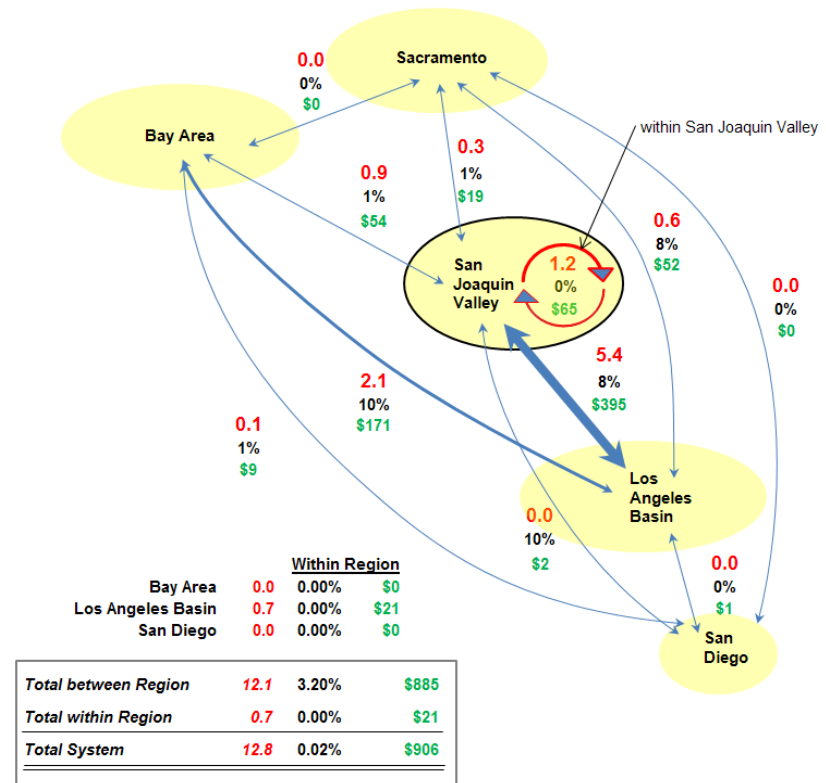 Sacramento
0.0
0%
$0
Bay Area
within San Joaquin Valley
0.3
1%
$19
0.9
1%
$54
0.6
8%
$52
San
Joaquin
Valley
1.2
0%
$65
0.0
0%
$0
5.4
8%
$395
2.1
10%
$171
0.1
1%
$9
Los
Angeles
Basin
0.0
10%
$2
0.0
0%
$1
San
Diego
Within Region
Bay Area 0.0 0.00% $0
Los Angeles Basin 0.7 0.00% $21
San Diego 0.0 0.00% $0
Total between Region 12.1 3.20% $885
Total within Region 0.7 0.00% $21
Total System 12.8 0.02% $906